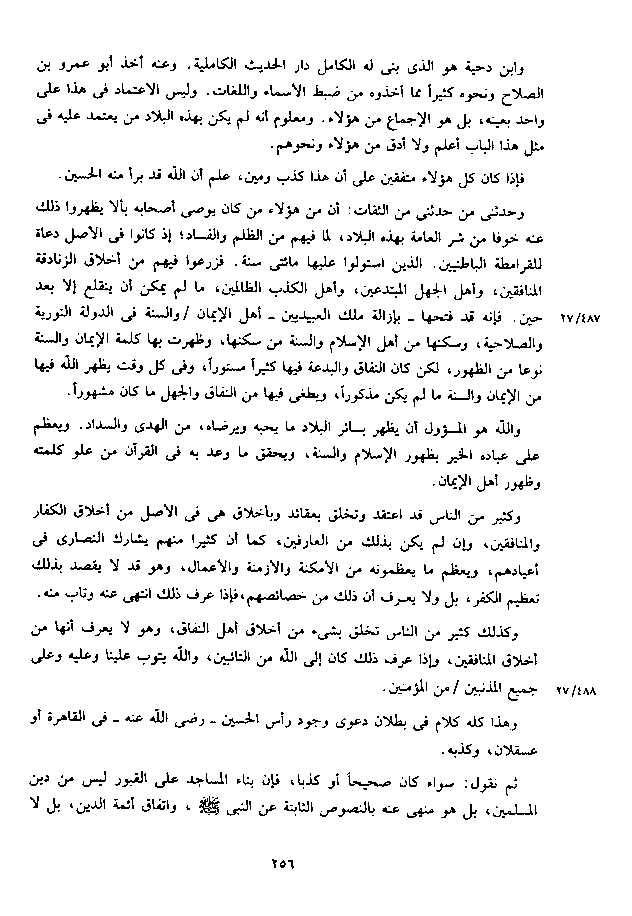 وابن دحية هو الذى بنى له الكامل دار الحديث الكاملية. وعنه أخذ أبو عمرو بن
الصلاح ونحوه كثيراً مما أخذوه من ضبط الأسماء واللغات. وليس الاعتماد فى هذا على
واحد بعينه، بل هو الإجماع من هؤلاء. ومعلوم أنه لم يكن بهذه البلاد من يعتمد عليه فى
مثل هذا الباب أعلم ولا أدق من هؤلاء ونحوهم.
فإذا كان كل هؤلاء متفقين على أن هذا كذب ومين، علم أن الله قد برأ منه الحسين.
وحدثنى من حدثنى من الثقات: أن من هؤلاء من كان يوصى أصحابه بألا يظهروا ذلك
عنه خوفا من شر العامة بهذه البلاد، لما فيهم من الظلم والفساد؛ إذ كانوا فى الأصل دعاة
للقرامطة الباطنيين. الذين استولوا عليها مائتى سنة. فزرعوا فيهم من أخلاق الزنادقة
المنافقين، وأهل الجهل المبتدعين، وأهل الكذب الظالمين، ما لم يمكن أن ينقلع إلا بعد
حين. فإنه قد فتحها ـ بإزالة ملك العبيديين ـ أهل الإيمان /والسنة فى الدولة النورية
٢٧/٤٨٧
والصلاحية، وسكنها من أهل الإسلام والسنة من سكنها، وظهرت بها كلمة الإيمان والسنة
نوعا من الظهور، لكن كان النفاق والبدعة فيها كثيراً مستوراً، وفى كل وقت يظهر الله فيها
من الإيمان والسنة ما لم يكن مذكوراً، ويطغى فيها من النفاق والجهل ما كان مشهوراً.
والله هو المسؤول أن يظهر بسائر البلاد ما يحبه ويرضاه، من الهدى والسداد. ويعظم
على عباده الخير بظهور الإسلام والسنة، ويحقق ما وعد به فى القرآن من علو كلمته
وظهور أهل الإيمان.
وكثير من الناس قد اعتقد وتخلق بعقائد وبأخلاق هى فى الأصل من أخلاق الكفار
والمنافقين، وإن لم يكن بذلك من العارفين، كما أن كثيرا منهم يشارك النصارى فى
أعيادهم، ويعظم ما يعظمونه من الأمكنة والأزمنة والأعمال، وهو قد لا يقصد بذلك
تعظيم الكفر، بل ولا يعرف أن ذلك من خصائصهم،فإذا عرف ذلك انتهى عنه وتاب منه.
وكذلك كثير من الناس تخلق بشىء من أخلاق أهل النفاق، وهو لا يعرف أنها من
أخلاق المنافقين، وإذا عرف ذلك كان إلى الله من التائبين، والله يتوب علينا وعليه وعلى
جميع المذنبين /من المؤمنين.
٢٧/٤٨٨
وهذا كله كلام فى بطلان دعوى وجود رأس الحسين ـ رضى الله عنه ـ فى القاهرة أو
عسقلان، وكذبه.
ثم نقول: سواء كان صحيحاً أو كذبا، فإن بناء المساجد على القبور ليس من دين
المسلمين، بل هو منهى عنه بالنصوص الثابتة عن النبى ﷺ ، واتفاق أئمة الدين، بل لا
٢٥٦